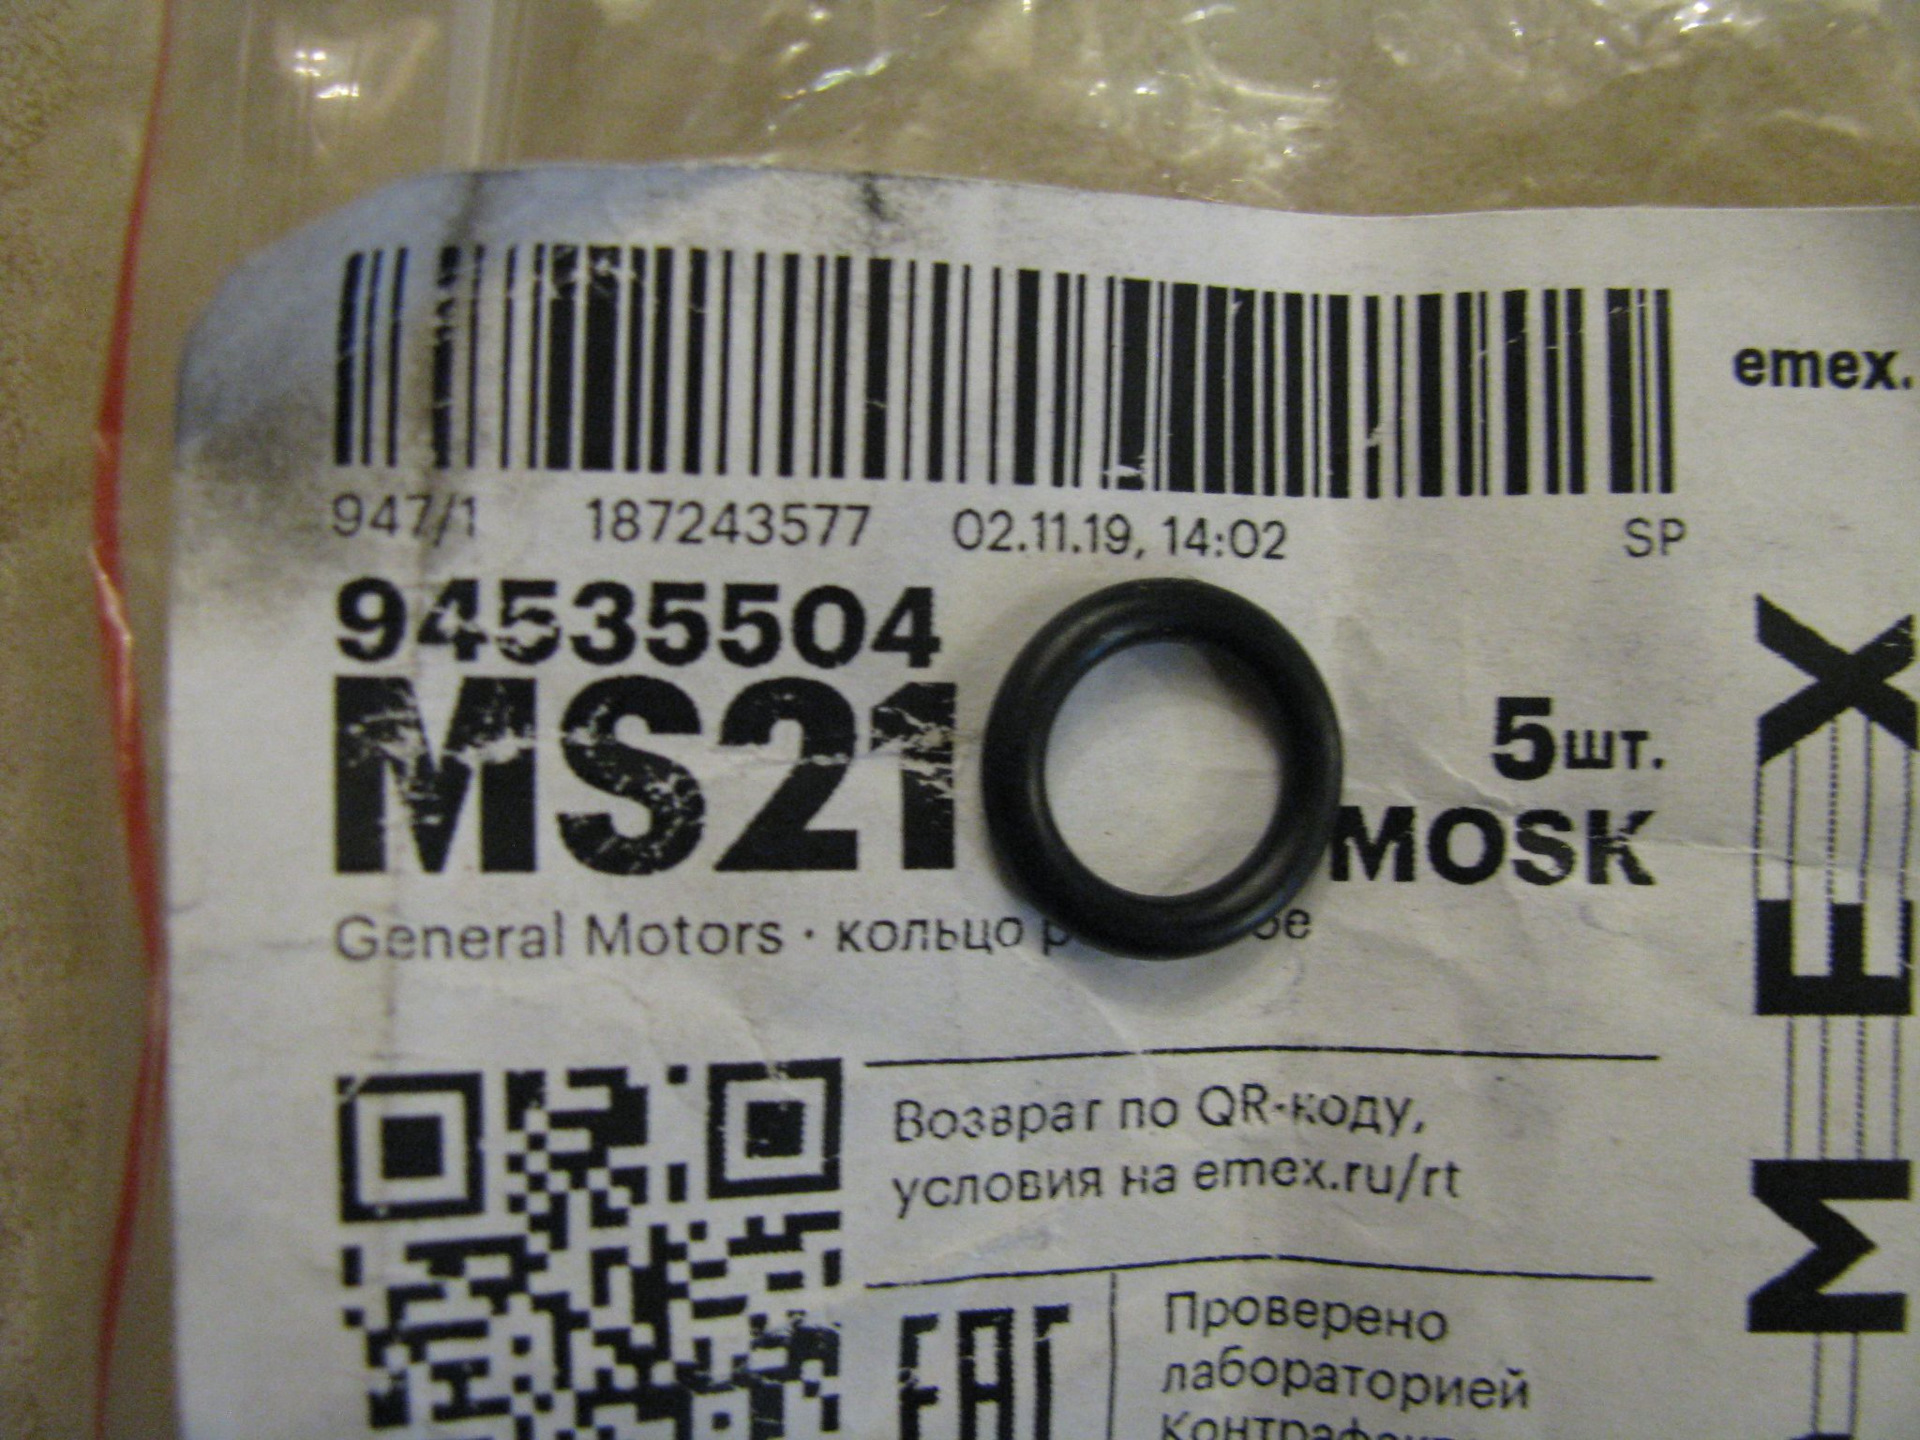 947/1 187243577 02.11.19, 14:02 SP
emex.
94535504
MS21
5шт.
MOSK
General Motors · кольцо
Возврат по QR-коду,
условия на emex.ru/rt
EAC
Проверено
лабораторией